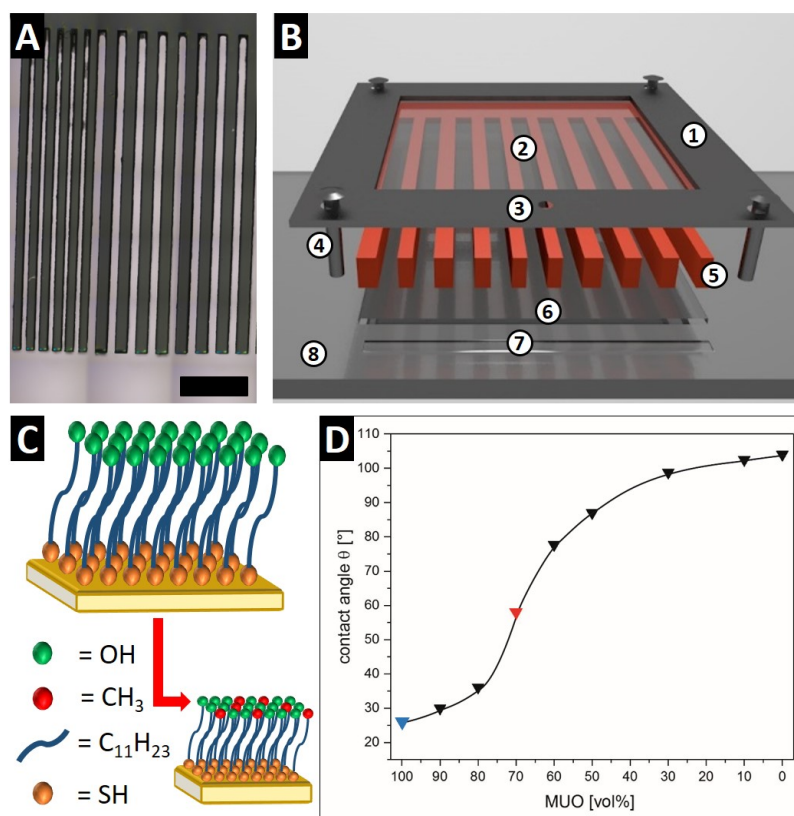 A
B
1
2
3
4
5
6
7
8
C
= OH
= CH₃
= C₁₁H₂₃
= SH
D
110
100
90
80
70
60
50
40
30
20
contact angle θ [°]
100 90 80 70 60 50 40 30 20 10 0
MUO [vol%]